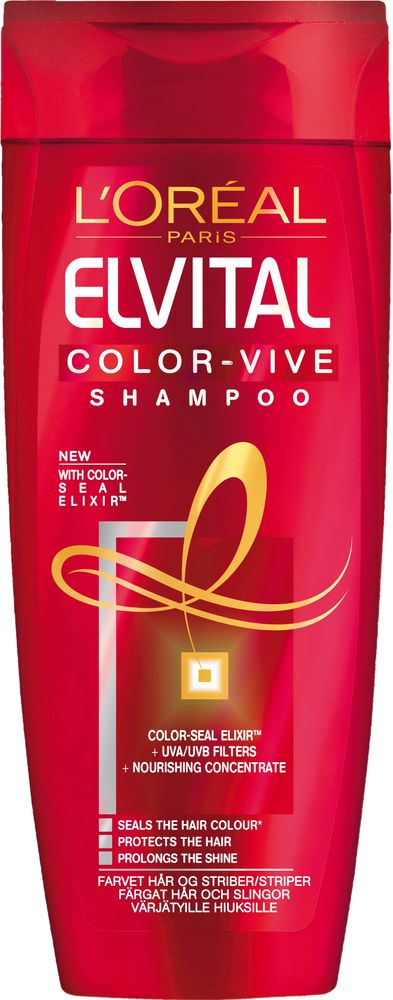 L'ORÉAL
PARiS
ELVITAL
COLOR-VIVE
SHAMPOO
NEW
WITH COLOR-
SEAL
ELIXIR™
COLOR-SEAL ELIXIR™
+ UVA/UVB FILTERS
+ NOURISHING CONCENTRATE
SEALS THE HAIR COLOUR*
PROTECTS THE HAIR
PROLONGS THE SHINE
FARVET HÅR OG STRIBER/STRIPER
FÄRGAT HÅR OCH SLINGOR
VÄRJÄTYILLE HIUKSILLE